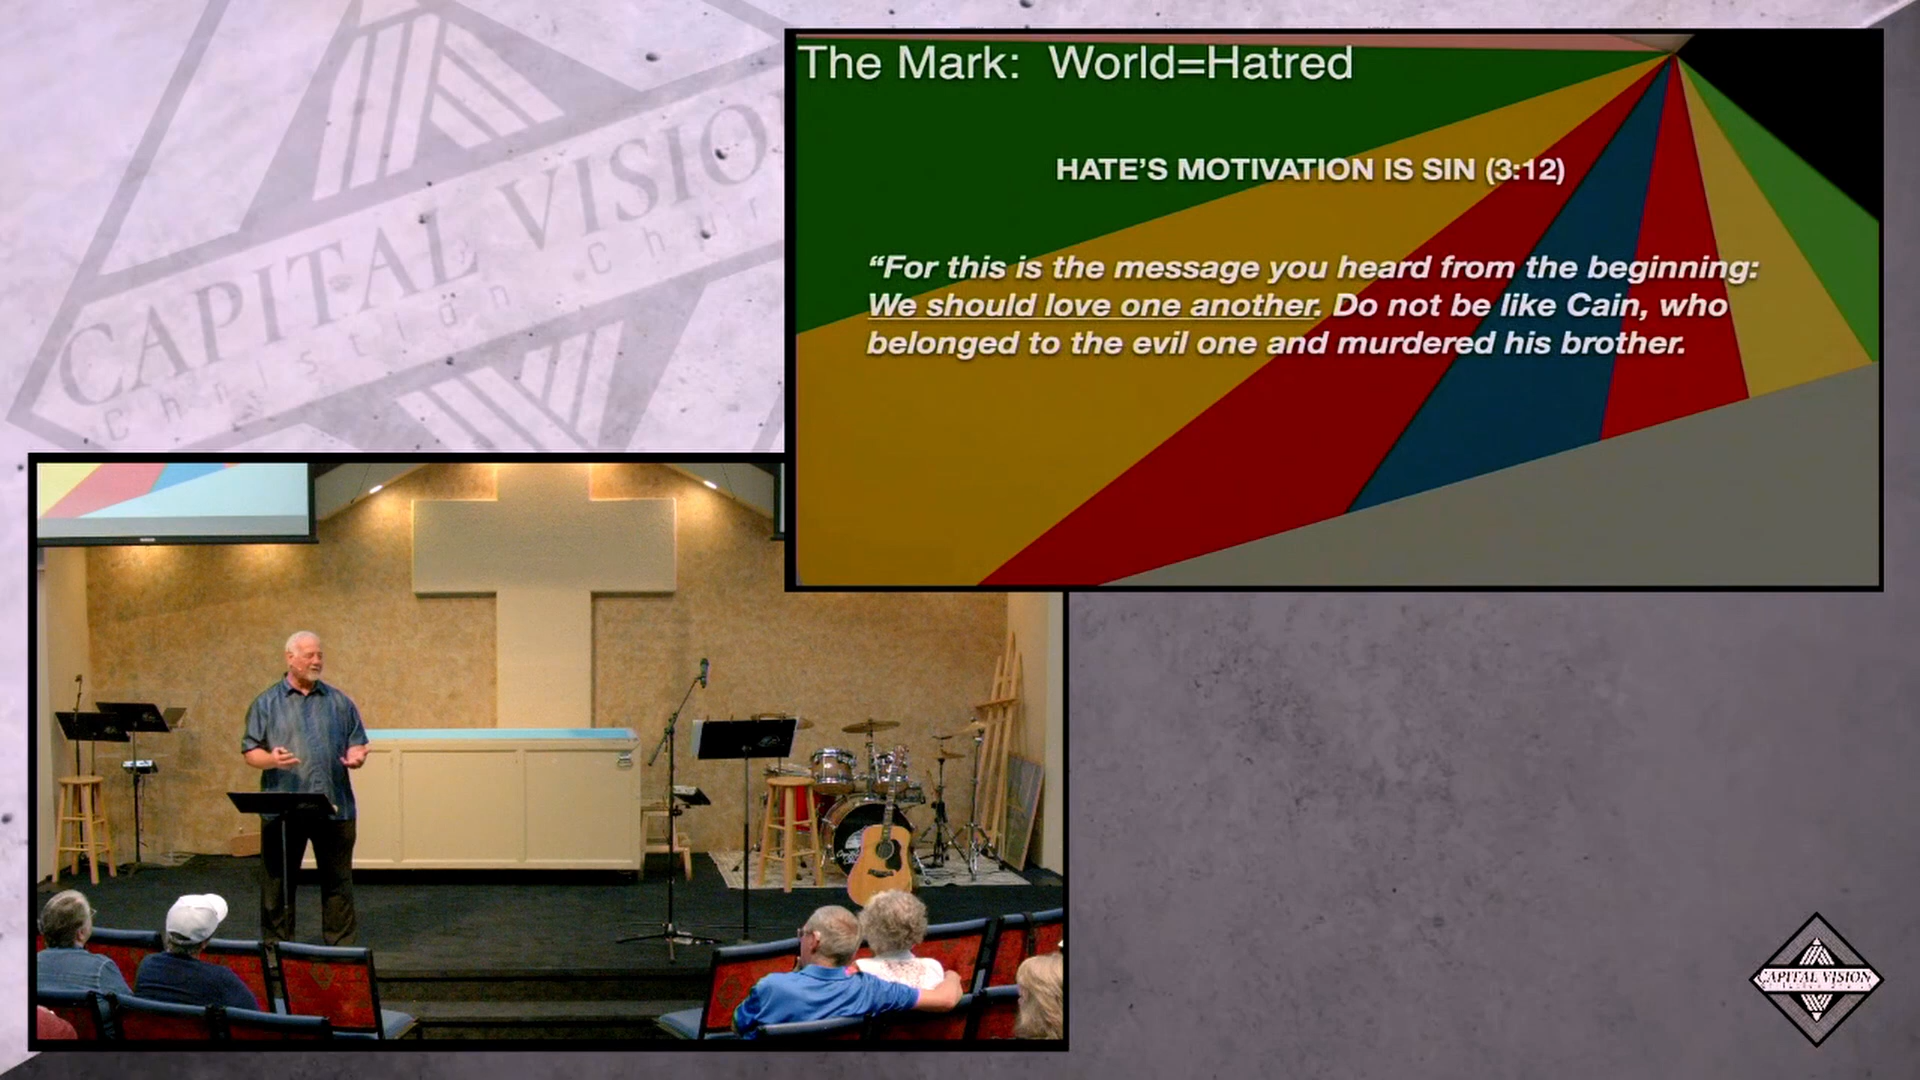 The Mark: World=Hatred
HATE'S MOTIVATION IS SIN (3:12)
“For this is the message you heard from the beginning:
We should love one another. Do not be like Cain, who
belonged to the evil one and murdered his brother.
CAPITAL VISIO
Christian Chur
CAPITAL VISION